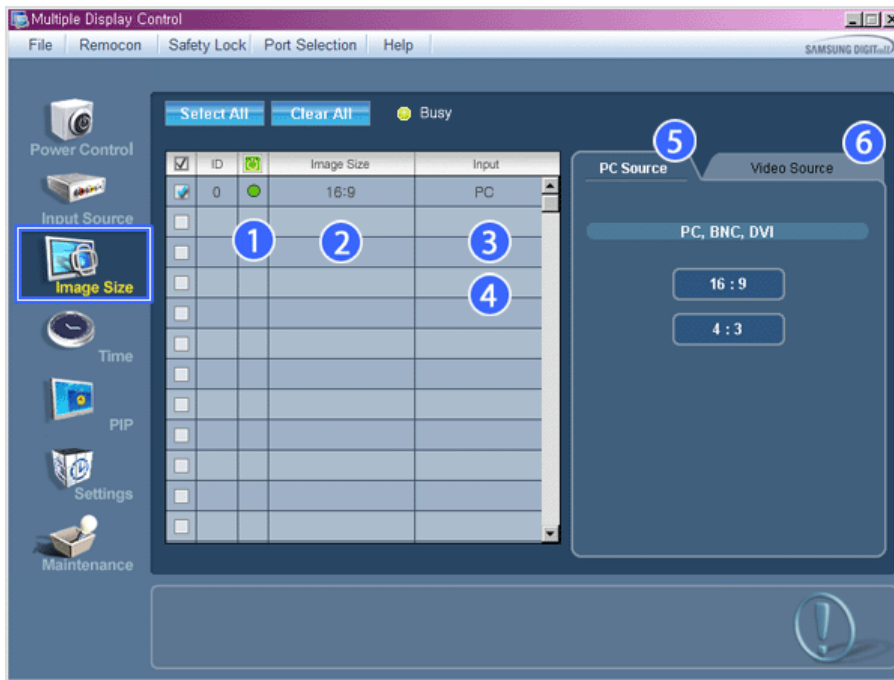 Multiple Display Control
File Remocon Safety Lock Port Selection Help
SAMSUNG DIGITall
Select All Clear All Busy
Power Control
Input Source
Image Size
Time
PIP
Settings
Maintenance
ID Image Size Input
0 16:9 PC
1 2 3
4
5 6
PC Source Video Source
PC, BNC, DVI
16 : 9
4 : 3